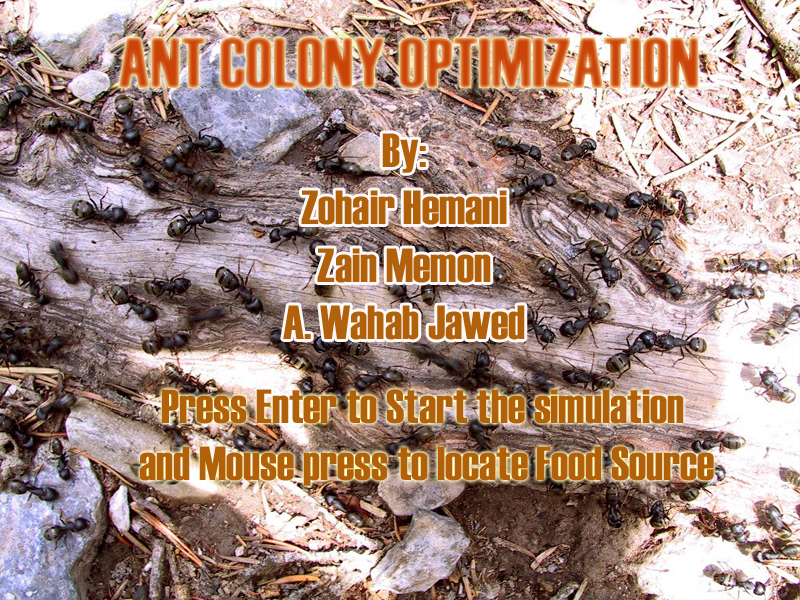 ANT COLONY OPTIMIZATION
By:
Zohair Hemani
Zain Memon
A. Wahab Jawed
Press Enter to Start the simulation
and Mouse press to locate Food Source